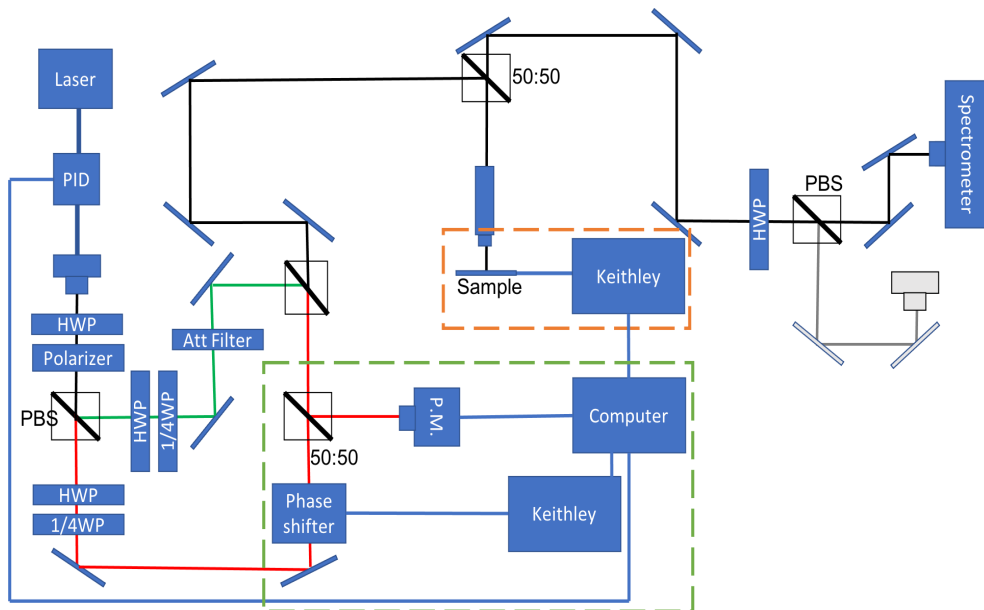 Laser
50:50
Spectrometer
PID
PBS
HWP
Keithley
Sample
HWP
Att Filter
Polarizer
PBS
HWP
1/4WP
P.M.
Computer
50:50
HWP
1/4WP
Phase
shifter
Keithley